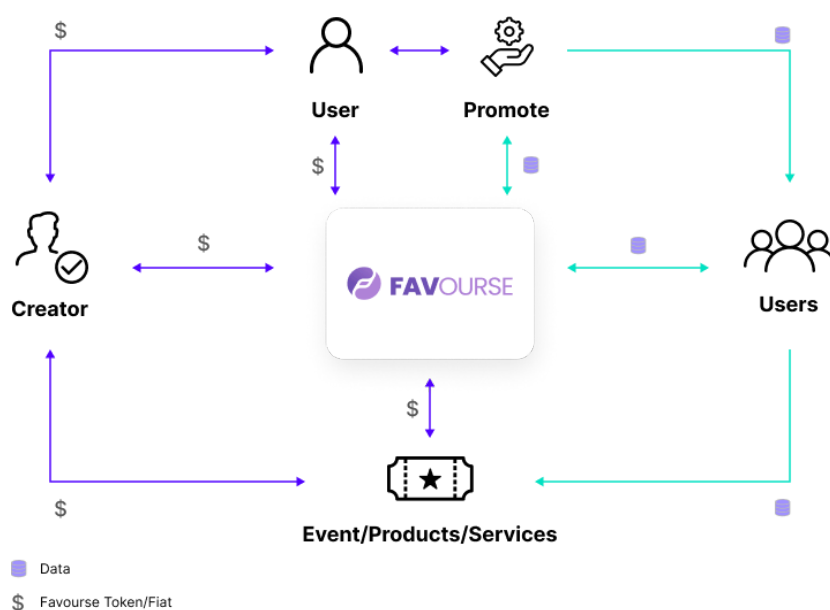 $
User
Promote
$
$
FAVOURSE
Creator
Users
$
$
Event/Products/Services
Data
$ Favourse Token/Fiat